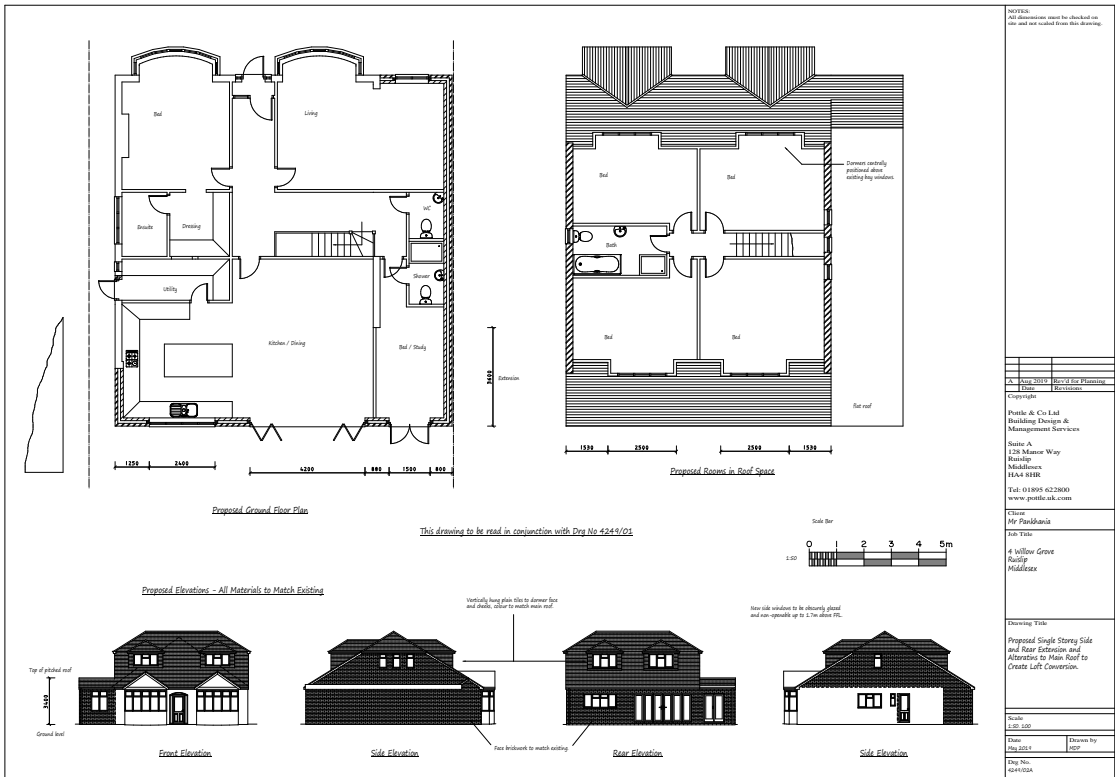 NOTES:
All dimensions must be checked on
site and not scaled from this drawing.
Bed
Living
Ensuite
Dressing
WC
Shower
Utility
Kitchen / Dining
Bed / Study
3600
Extension
1250
2400
4200
880
1500
800
Proposed Ground Floor Plan
Bed
Bed
Dormers centrally
positioned above
existing bay windows.
Bath
Bed
Bed
flat roof
1530
2500
2500
1530
Proposed Rooms in Roof Space
This drawing to be read in conjunction with Drg No 4249/01
Scale Bar
1:50
0 1 2 3 4 5m
Proposed Elevations - All Materials to Match Existing
Vertically hung plain tiles to dormer face
and cheeks, colour to match main roof.
New side windows to be obscurely glazed
and non-openable up to 1.7m above FFL.
Top of pitched roof
3400
Ground level
Face brickwork to match existing.
Front Elevation
Side Elevation
Rear Elevation
Side Elevation
A Aug 2019 Rev'd for Planning
Date Revisions
Copyright
Pottle & Co Ltd
Building Design &
Management Services
Suite A
128 Manor Way
Ruislip
Middlesex
HA4 8HR
Tel: 01895 622800
www.pottle.uk.com
Client
Mr Pankhania
Job Title
4 Willow Grove
Ruislip
Middlesex
Drawing Title
Proposed Single Storey Side
and Rear Extension and
Alteratins to Main Roof to
Create Loft Conversion.
Scale
1:50, 100
Date
May 2019
Drawn by
MDP
Drg No.
4249/02A